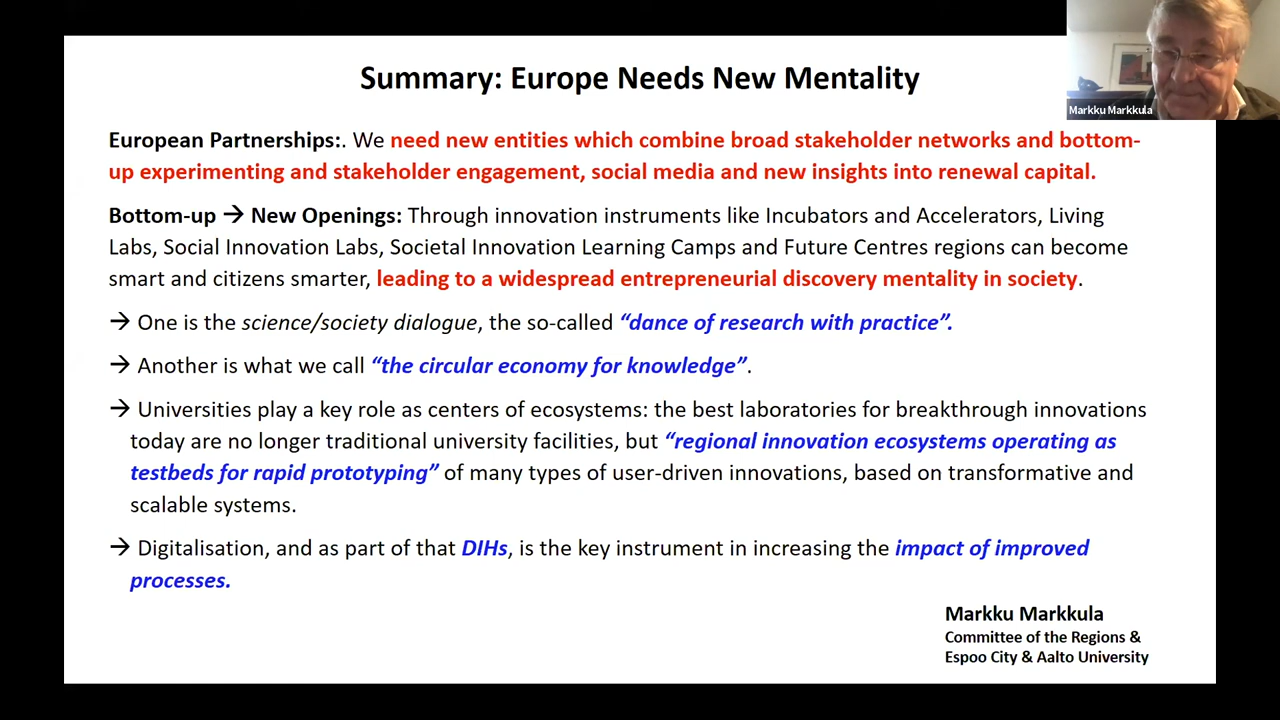 Summary: Europe Needs New Mentality
Markku Markkula
European Partnerships:. We need new entities which combine broad stakeholder networks and bottom-
up experimenting and stakeholder engagement, social media and new insights into renewal capital.
Bottom-up → New Openings: Through innovation instruments like Incubators and Accelerators, Living
Labs, Social Innovation Labs, Societal Innovation Learning Camps and Future Centres regions can become
smart and citizens smarter, leading to a widespread entrepreneurial discovery mentality in society.
→ One is the science/society dialogue, the so-called “dance of research with practice”.
→ Another is what we call “the circular economy for knowledge”.
→ Universities play a key role as centers of ecosystems: the best laboratories for breakthrough innovations
today are no longer traditional university facilities, but “regional innovation ecosystems operating as
testbeds for rapid prototyping” of many types of user-driven innovations, based on transformative and
scalable systems.
→ Digitalisation, and as part of that DIHs, is the key instrument in increasing the impact of improved
processes.
Markku Markkula
Committee of the Regions &
Espoo City & Aalto University